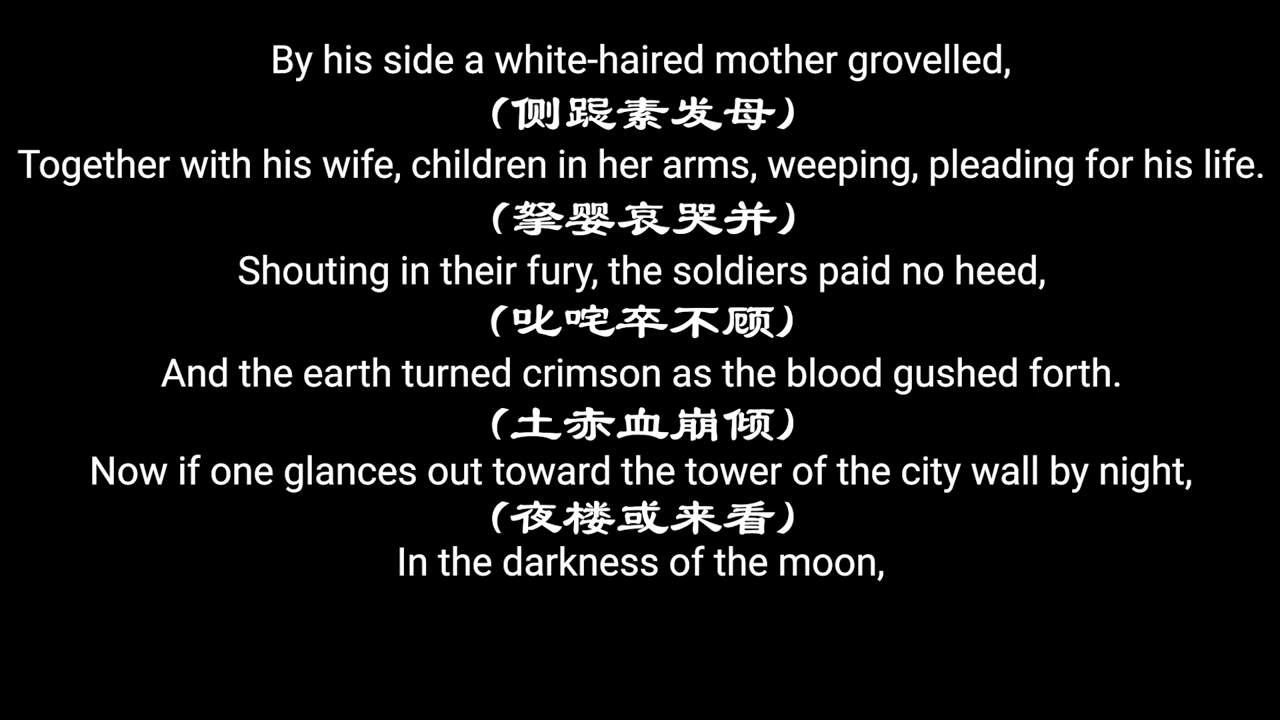 By his side a white-haired mother grovelled,
(侧跽素发母)
Together with his wife, children in her arms, weeping, pleading for his life.
(拏婴哀哭并)
Shouting in their fury, the soldiers paid no heed,
(叱咤卒不顾)
And the earth turned crimson as the blood gushed forth.
(土赤血崩倾)
Now if one glances out toward the tower of the city wall by night,
(夜楼或来看)
In the darkness of the moon,